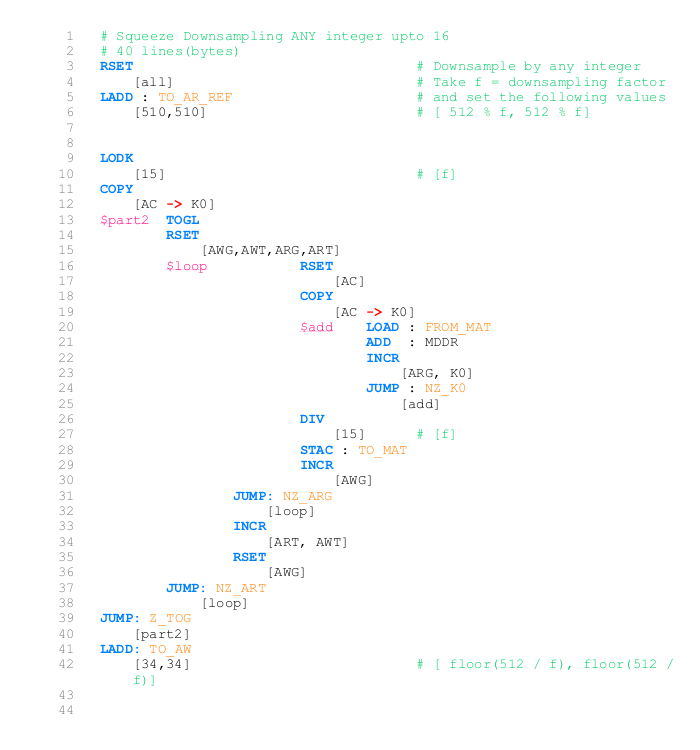 1 # Squeeze Downsampling ANY integer upto 16
2 # 40 lines(bytes)
3 RSET # Downsample by any integer
4 [all] # Take f = downsampling factor
5 LADD : TO_AR_REF # and set the following values
6 [510,510] # [ 512 % f, 512 % f]
7
8
9 LODK
10 [15] # [f]
11 COPY
12 [AC -> K0]
13 $part2 TOGL
14 RSET
15 [AWG,AWT,ARG,ART]
16 $loop RSET
17 [AC]
18 COPY
19 [AC -> K0]
20 $add LOAD : FROM_MAT
21 ADD : MDDR
22 INCR
23 [ARG, K0]
24 JUMP : NZ_K0
25 [add]
26 DIV
27 [15] # [f]
28 STAC : TO_MAT
29 INCR
30 [AWG]
31 JUMP: NZ_ARG
32 [loop]
33 INCR
34 [ART, AWT]
35 RSET
36 [AWG]
37 JUMP: NZ_ART
38 [loop]
39 JUMP: Z_TOG
40 [part2]
41 LADD: TO_AW
42 [34,34] # [ floor(512 / f), floor(512 /
f)]
43
44